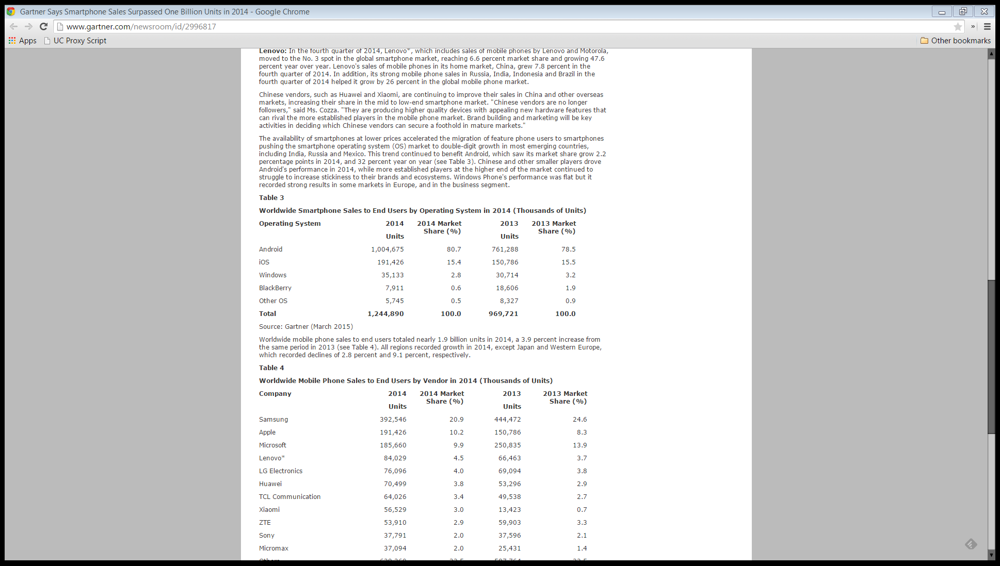 Gartner Says Smartphone Sales Surpassed One Billion Units in 2014 - Google Chrome
www.gartner.com/newsroom/id/2996817
»
Apps UC Proxy Script Other bookmarks
Lenovo: In the fourth quarter of 2014, Lenovo*, which includes sales of mobile phones by Lenovo and Motorola,
moved to the No. 3 spot in the global smartphone market, reaching 6.6 percent market share and growing 47.6
percent year over year. Lenovo's sales of mobile phones in its home market, China, grew 7.8 percent in the
fourth quarter of 2014. In addition, its strong mobile phone sales in Russia, India, Indonesia and Brazil in the
fourth quarter of 2014 helped it grow by 26 percent in the global mobile phone market.
Chinese vendors, such as Huawei and Xiaomi, are continuing to improve their sales in China and other overseas
markets, increasing their share in the mid to low-end smartphone market. "Chinese vendors are no longer
followers," said Ms. Cozza. "They are producing higher quality devices with appealing new hardware features that
can rival the more established players in the mobile phone market. Brand building and marketing will be key
activities in deciding which Chinese vendors can secure a foothold in mature markets."
The availability of smartphones at lower prices accelerated the migration of feature phone users to smartphones
pushing the smartphone operating system (OS) market to double-digit growth in most emerging countries,
including India, Russia and Mexico. This trend continued to benefit Android, which saw its market share grow 2.2
percentage points in 2014, and 32 percent year on year (see Table 3). Chinese and other smaller players drove
Android's performance in 2014, while more established players at the higher end of the market continued to
struggle to increase stickiness to their brands and ecosystems. Windows Phone's performance was flat but it
recorded strong results in some markets in Europe, and in the business segment.
Table 3
Worldwide Smartphone Sales to End Users by Operating System in 2014 (Thousands of Units)
Operating System 2014 2014 Market 2013 2013 Market
Share (%) Share (%)
Units Units
Android 1,004,675 80.7 761,288 78.5
iOS 191,426 15.4 150,786 15.5
Windows 35,133 2.8 30,714 3.2
BlackBerry 7,911 0.6 18,606 1.9
Other OS 5,745 0.5 8,327 0.9
Total 1,244,890 100.0 969,721 100.0
Source: Gartner (March 2015)
Worldwide mobile phone sales to end users totaled nearly 1.9 billion units in 2014, a 3.9 percent increase from
the same period in 2013 (see Table 4). All regions recorded growth in 2014, except Japan and Western Europe,
which recorded declines of 2.8 percent and 9.1 percent, respectively.
Table 4
Worldwide Mobile Phone Sales to End Users by Vendor in 2014 (Thousands of Units)
Company 2014 2014 Market 2013 2013 Market
Share (%) Share (%)
Units Units
Samsung 392,546 20.9 444,472 24.6
Apple 191,426 10.2 150,786 8.3
Microsoft 185,660 9.9 250,835 13.9
Lenovo* 84,029 4.5 66,463 3.7
LG Electronics 76,096 4.0 69,094 3.8
Huawei 70,499 3.8 53,296 2.9
TCL Communication 64,026 3.4 49,538 2.7
Xiaomi 56,529 3.0 13,423 0.7
ZTE 53,910 2.9 59,903 3.3
Sony 37,791 2.0 37,596 2.1
Micromax 37,094 2.0 25,431 1.4